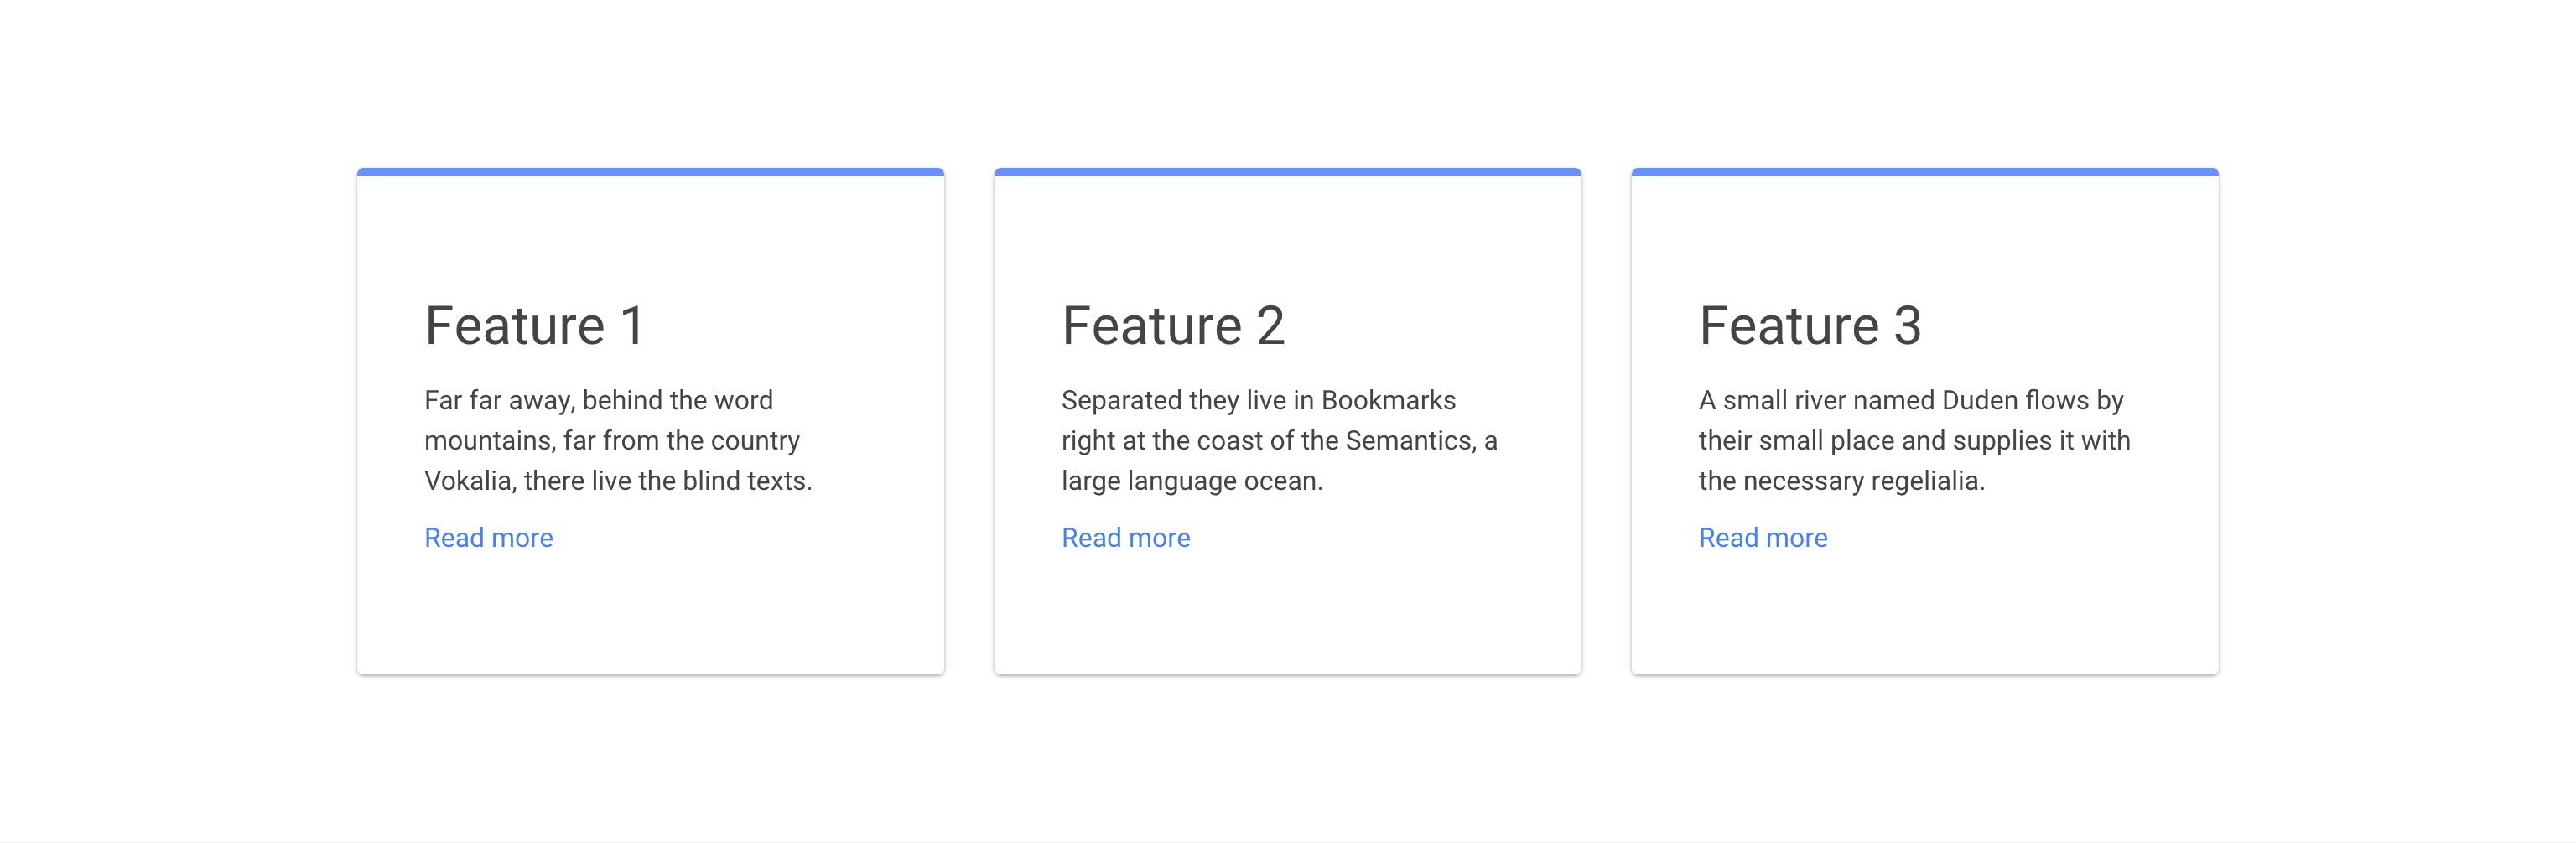 Feature 1
Far far away, behind the word
mountains, far from the country
Vokalia, there live the blind texts.
Read more
Feature 2
Separated they live in Bookmarks
right at the coast of the Semantics, a
large language ocean.
Read more
Feature 3
A small river named Duden flows by
their small place and supplies it with
the necessary regelialia.
Read more